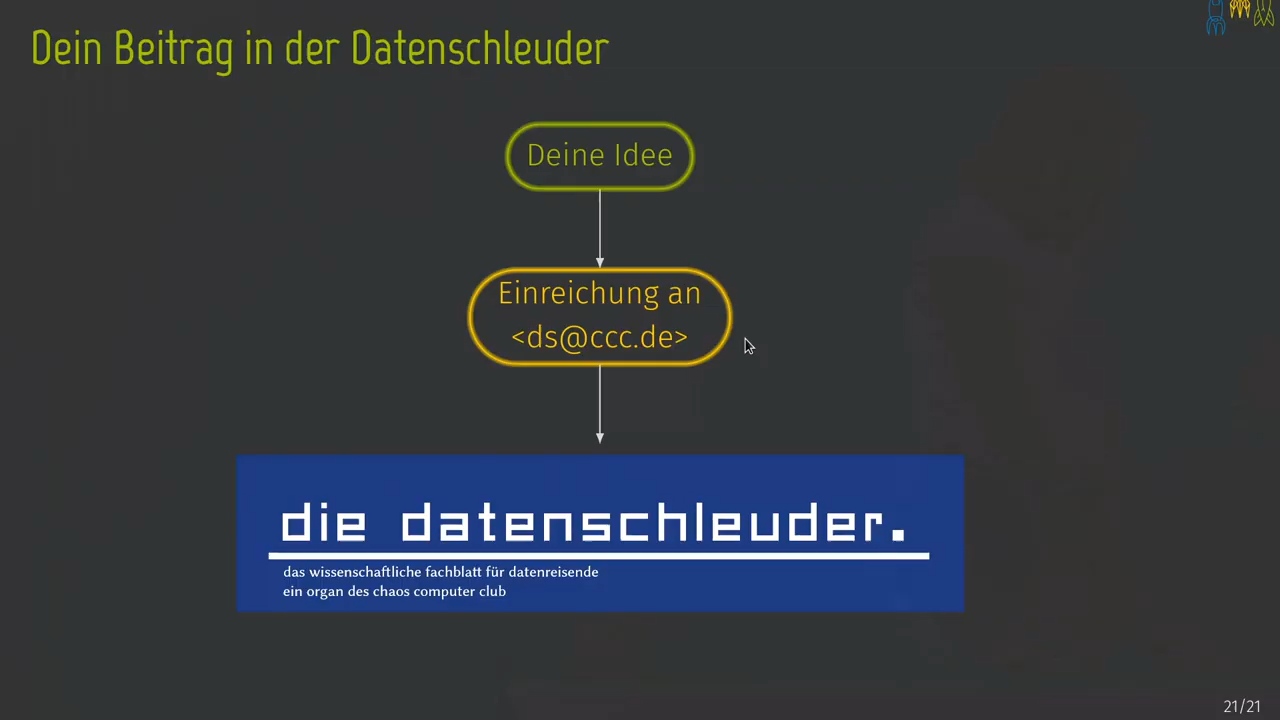 Dein Beitrag in der Datenschleuder
Deine Idee
Einreichung an
<ds@ccc.de>
die datenschleuder.
das wissenschaftliche fachblatt für datenreisende
ein organ des chaos computer club
21/21